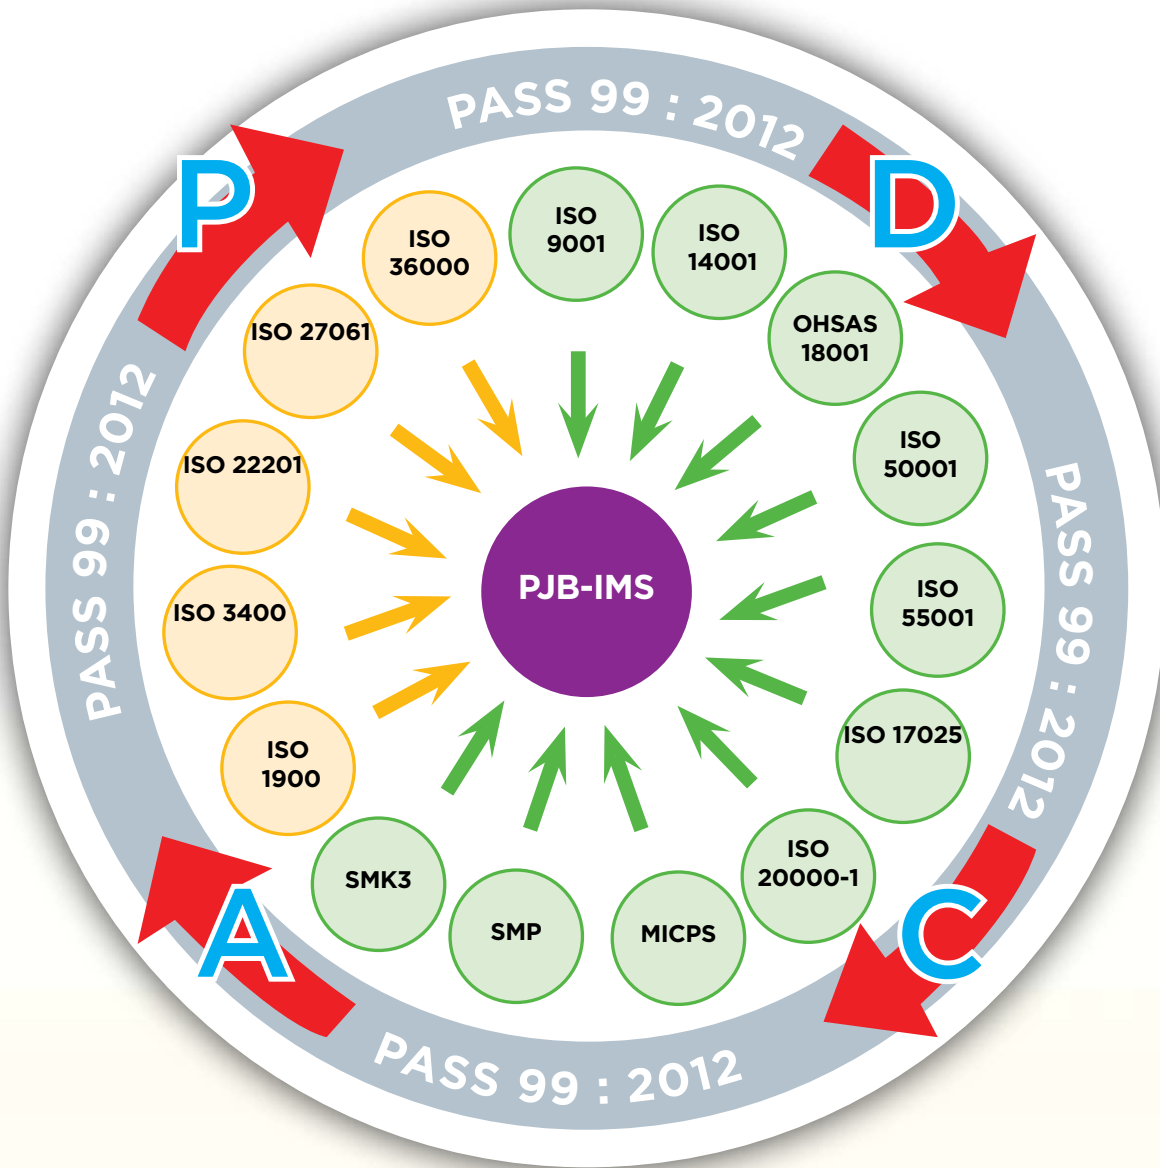 PASS 99 : 2012
P
D
ISO
36000
ISO
9001
ISO
14001
ISO 27061
OHSAS
18001
ISO 22201
ISO
50001
PASS 99 : 2012
PASS 99 : 2012
PJB-IMS
ISO 3400
ISO
55001
ISO
1900
ISO 17025
SMK3
SMP
MICPS
ISO
20000-1
A
C
PASS 99 : 2012